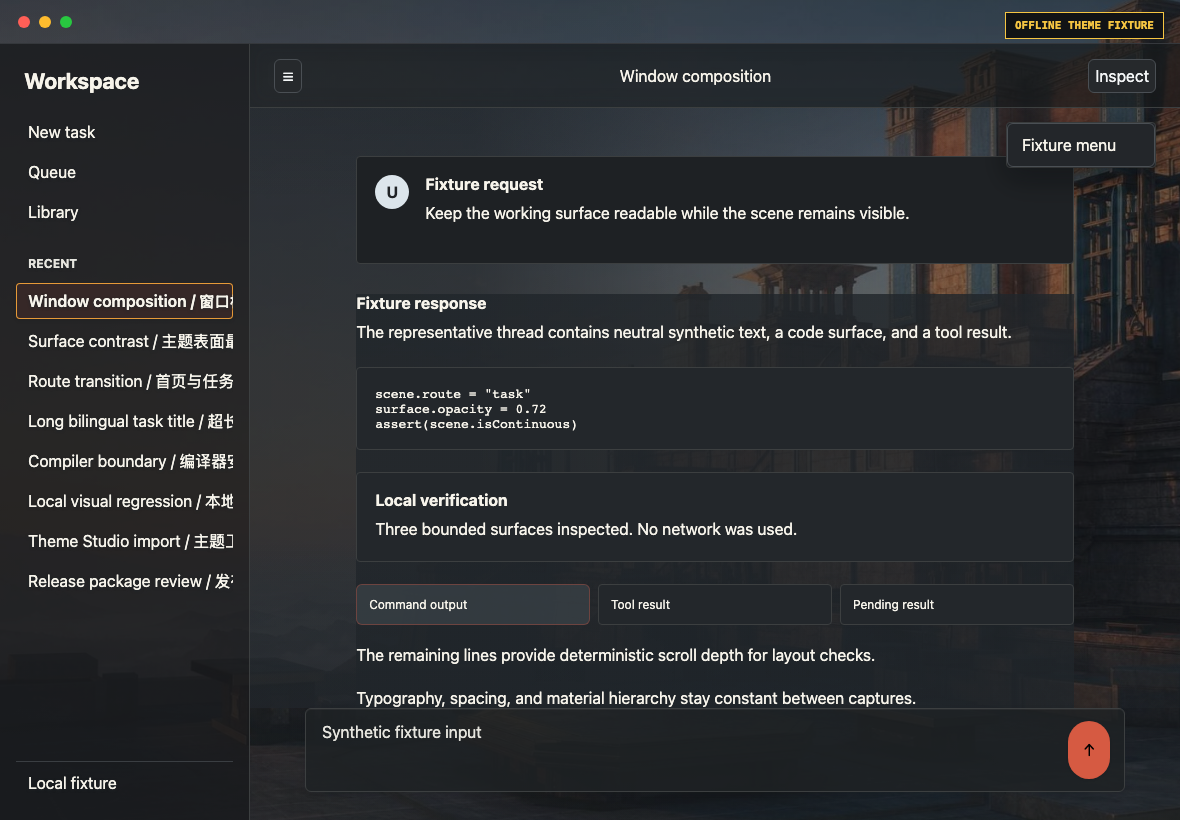 OFFLINE THEME FIXTURE
Workspace
New task
Queue
Library
RECENT
Window composition / 窗口
Surface contrast / 主题表面
Route transition / 首页与任务
Long bilingual task title / 超长
Compiler boundary / 编译器
Local visual regression / 本地
Theme Studio import / 主题
Release package review / 发
Local fixture
≡
Window composition
Inspect
Fixture menu
U
Fixture request
Keep the working surface readable while the scene remains visible.
Fixture response
The representative thread contains neutral synthetic text, a code surface, and a tool result.
scene.route = "task"
surface.opacity = 0.72
assert(scene.isContinuous)
Local verification
Three bounded surfaces inspected. No network was used.
Command output
Tool result
Pending result
The remaining lines provide deterministic scroll depth for layout checks.
Typography, spacing, and material hierarchy stay constant between captures.
Synthetic fixture input
↑